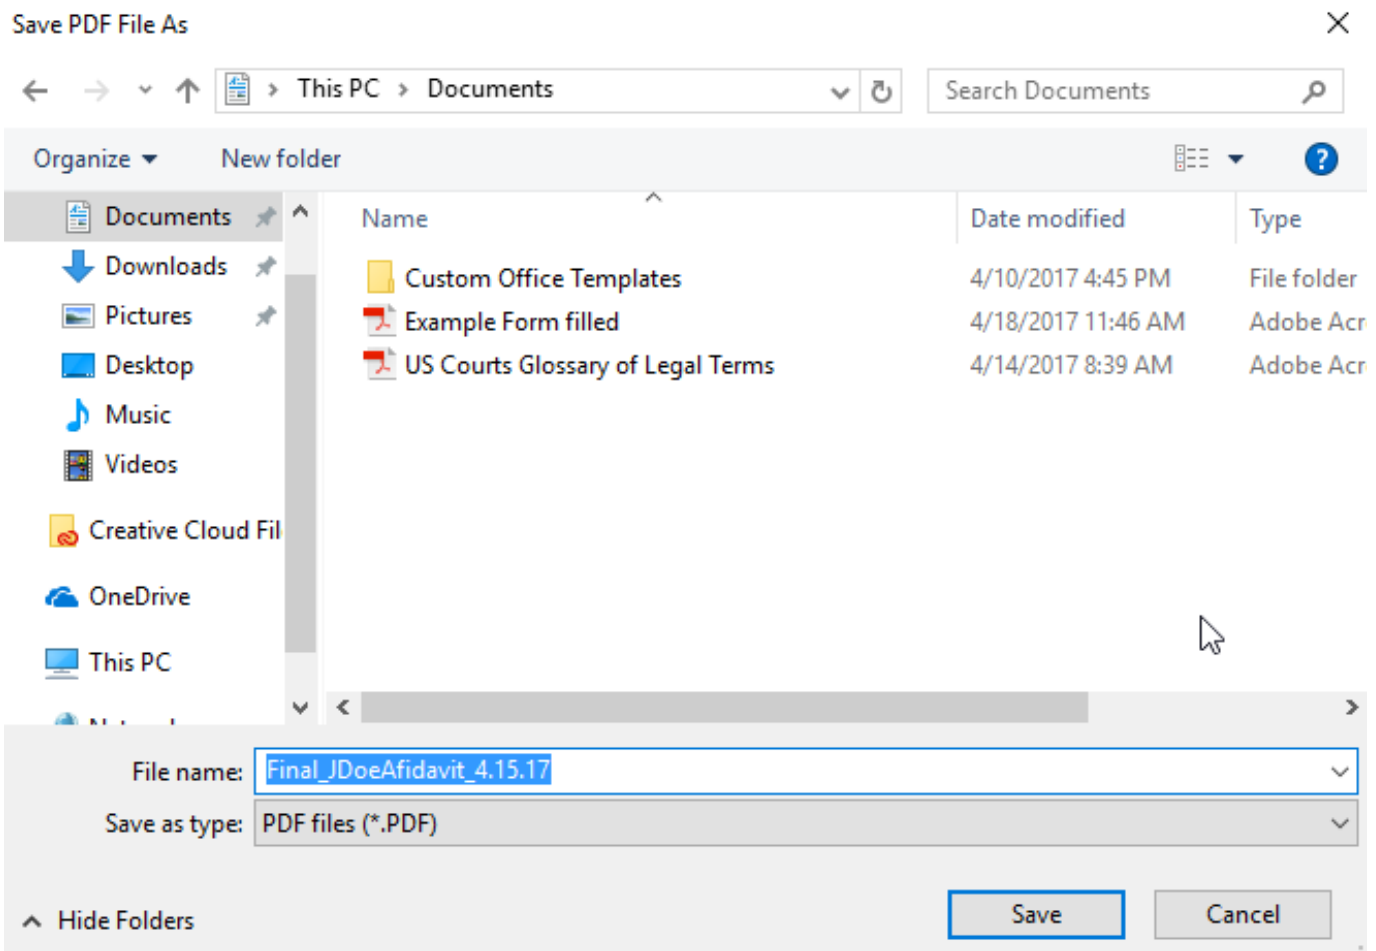 Save PDF File As
This PC > Documents
Search Documents
Organize
New folder
Documents
Downloads
Pictures
Desktop
Music
Videos
Creative Cloud Fil
OneDrive
This PC
Name Date modified Type
Custom Office Templates 4/10/2017 4:45 PM File folder
Example Form filled 4/18/2017 11:46 AM Adobe Acr
US Courts Glossary of Legal Terms 4/14/2017 8:39 AM Adobe Acr
File name: Final_JDoeAfidavit_4.15.17
Save as type: PDF files (*.PDF)
Hide Folders
Save
Cancel